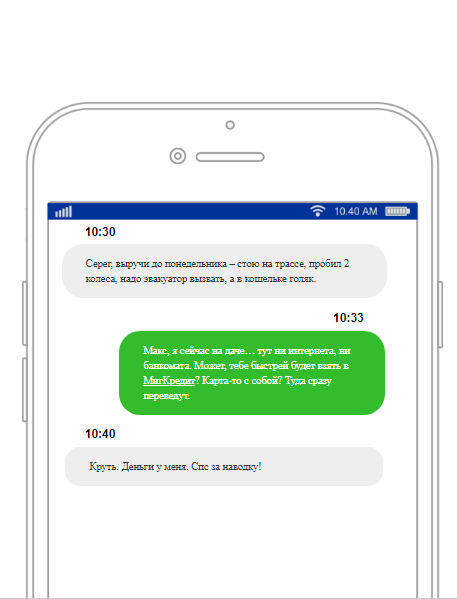 10.40 AM
10:30
Серег, выручи до понедельника – стою на трассе, пробил 2
колеса, надо эвакуатор вызвать, а в кошельке голяк.
10:33
Макс, я сейчас на даче… тут ни интернета, ни
банкомата. Может, тебе быстрей будет взять в
МигКредит? Карта-то с собой? Туда сразу
переведут.
10:40
Круть. Деньги у меня. Спс за наводку!